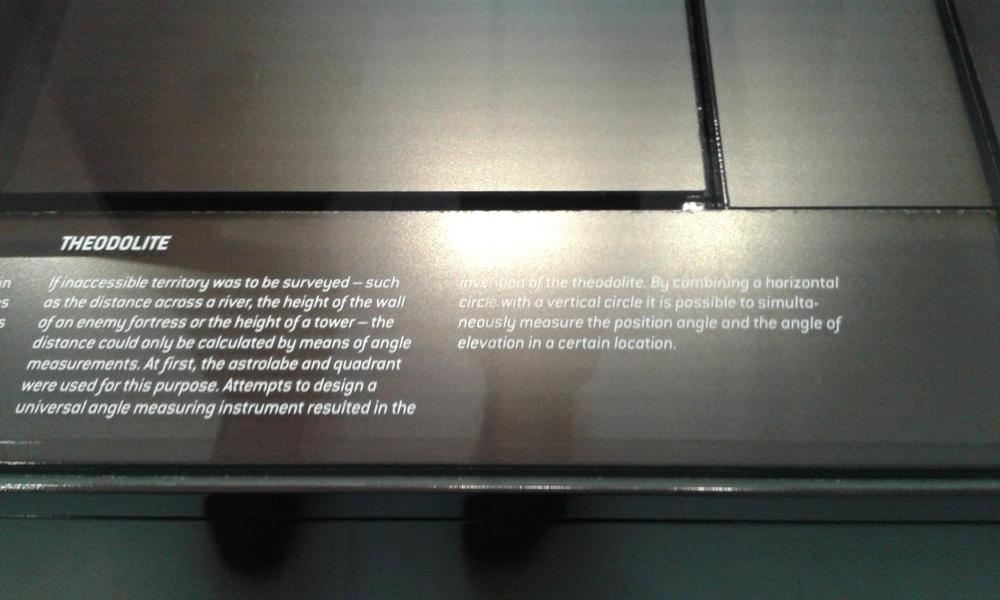 THEODOLITE
in
es
s
If inaccessible territory was to be surveyed – such
as the distance across a river, the height of the wall
of an enemy fortress or the height of a tower – the
distance could only be calculated by means of angle
measurements. At first, the astrolabe and quadrant
were used for this purpose. Attempts to design a
universal angle measuring instrument resulted in the
invention of the theodolite. By combining a horizontal
circle with a vertical circle it is possible to simulta-
neously measure the position angle and the angle of
elevation in a certain location.